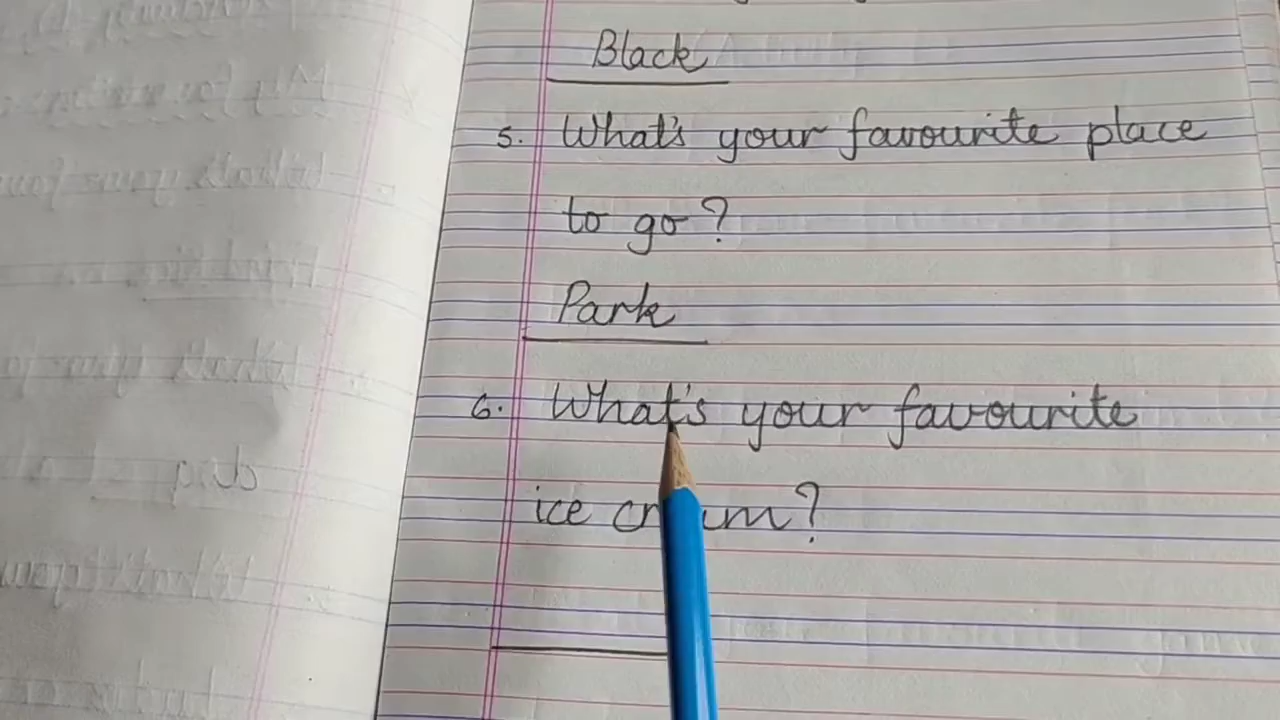 Black
5. What's your favourite place
to go?
Park
6. What's your favourite
ice cream?